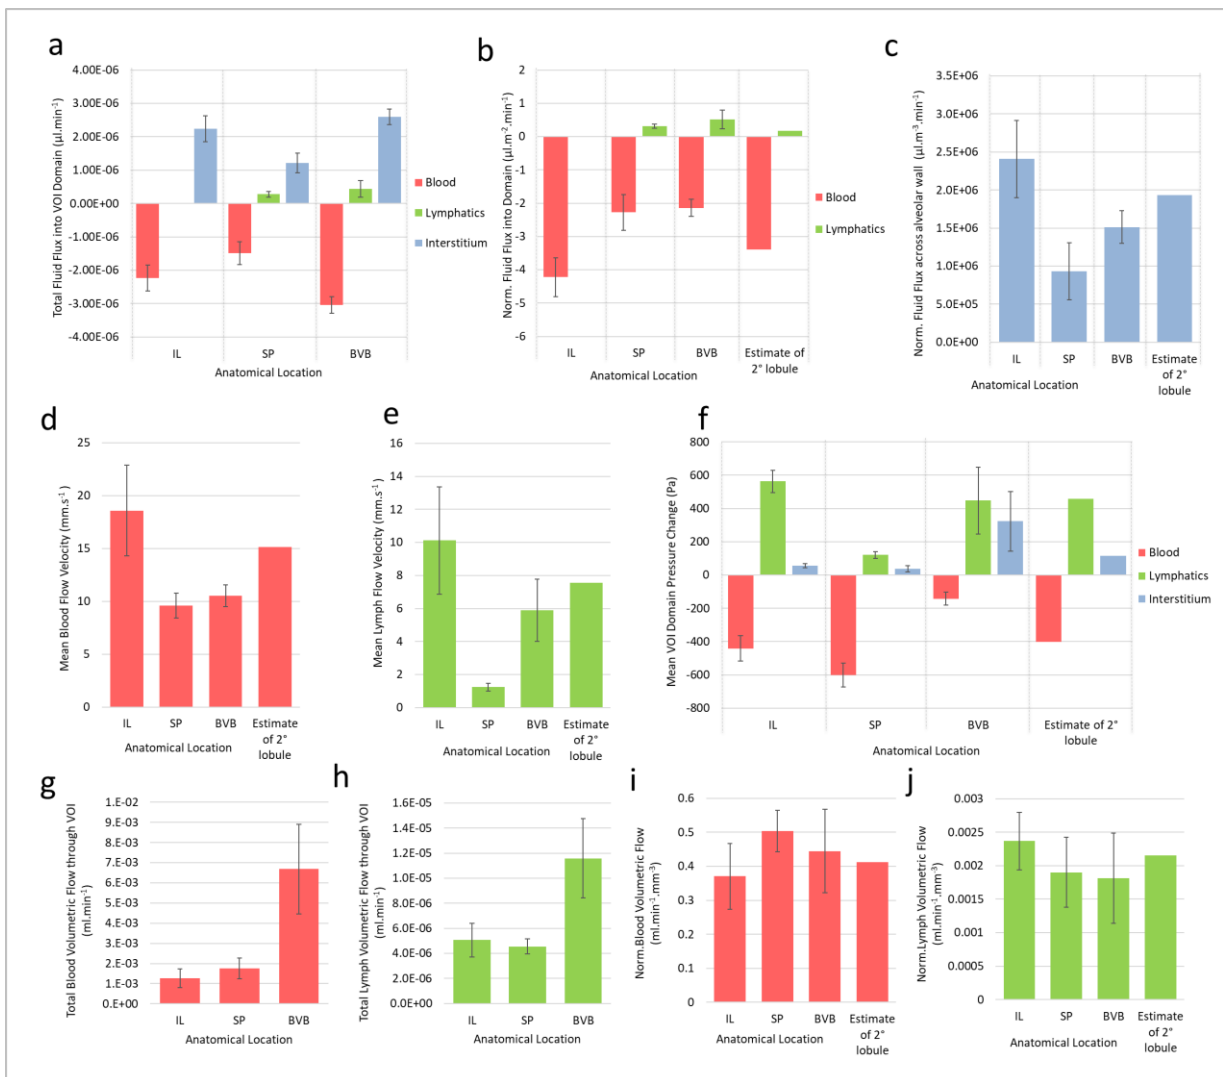 a
Total Fluid Flux into VOI Domain (µl.min⁻¹)
4.00E-06
3.00E-06
2.00E-06
1.00E-06
0.00E+00
-1.00E-06
-2.00E-06
-3.00E-06
-4.00E-06
IL SP BVB
Anatomical Location
Blood
Lymphatics
Interstitium
b
Norm. Fluid Flux into Domain (µl.m⁻².min⁻¹)
2
1
0
-1
-2
-3
-4
-5
-6
IL SP BVB Estimate of
2° lobule
Anatomical Location
Blood
Lymphatics
c
Norm. Fluid Flux across alveolar wall (µl.m⁻³.min⁻¹)
3.5E+06
3.0E+06
2.5E+06
2.0E+06
1.5E+06
1.0E+06
5.0E+05
0.0E+00
IL SP BVB Estimate
of 2°
lobule
Anatomical Location
d
Mean Blood Flow Velocity (mm.s⁻¹)
25
20
15
10
5
0
IL SP BVB Estimate
of 2°
lobule
Anatomical Location
e
Mean Lymph Flow Velocity (mm.s⁻¹)
16
14
12
10
8
6
4
2
0
IL SP BVB Estimate
of 2°
lobule
Anatomical Location
f
Mean VOI Domain Pressure Change (Pa)
800
600
400
200
0
-200
-400
-600
-800
IL SP BVB Estimate of 2°
lobule
Anatomical Location
Blood
Lymphatics
Interstitium
g
Total Blood Volumetric Flow through VOI
(ml.min⁻¹)
1.E-02
9.E-03
8.E-03
7.E-03
6.E-03
5.E-03
4.E-03
3.E-03
2.E-03
1.E-03
0.E+00
IL SP BVB
Anatomical Location
h
Total Lymph Volumetric Flow through VOI
(ml.min⁻¹)
1.6E-05
1.4E-05
1.2E-05
1.0E-05
8.0E-06
6.0E-06
4.0E-06
2.0E-06
0.0E+00
IL SP BVB
Anatomical Location
i
Norm.Blood Volumetric Flow
(ml.min⁻¹.mm⁻³)
0.6
0.5
0.4
0.3
0.2
0.1
0
IL SP BVB Estimate
of 2°
lobule
Anatomical Location
j
Norm.Lymph Volumetric Flow
(ml.min⁻¹.mm⁻³)
0.003
0.0025
0.002
0.0015
0.001
0.0005
0
IL SP BVB Estimate
of 2°
lobule
Anatomical Location